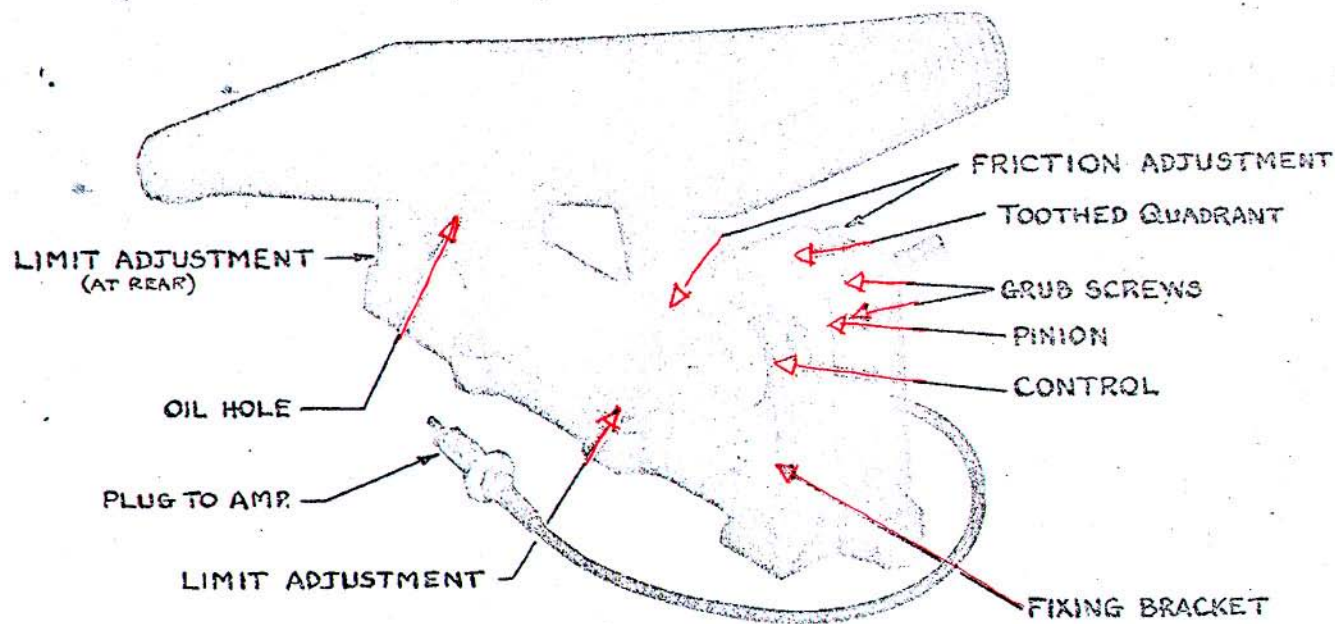 FRICTION ADJUSTMENT
TOOTHED QUADRANT
LIMIT ADJUSTMENT
(AT REAR)
GRUB SCREWS
PINION
CONTROL
OIL HOLE
PLUG TO AMP.
LIMIT ADJUSTMENT
FIXING BRACKET